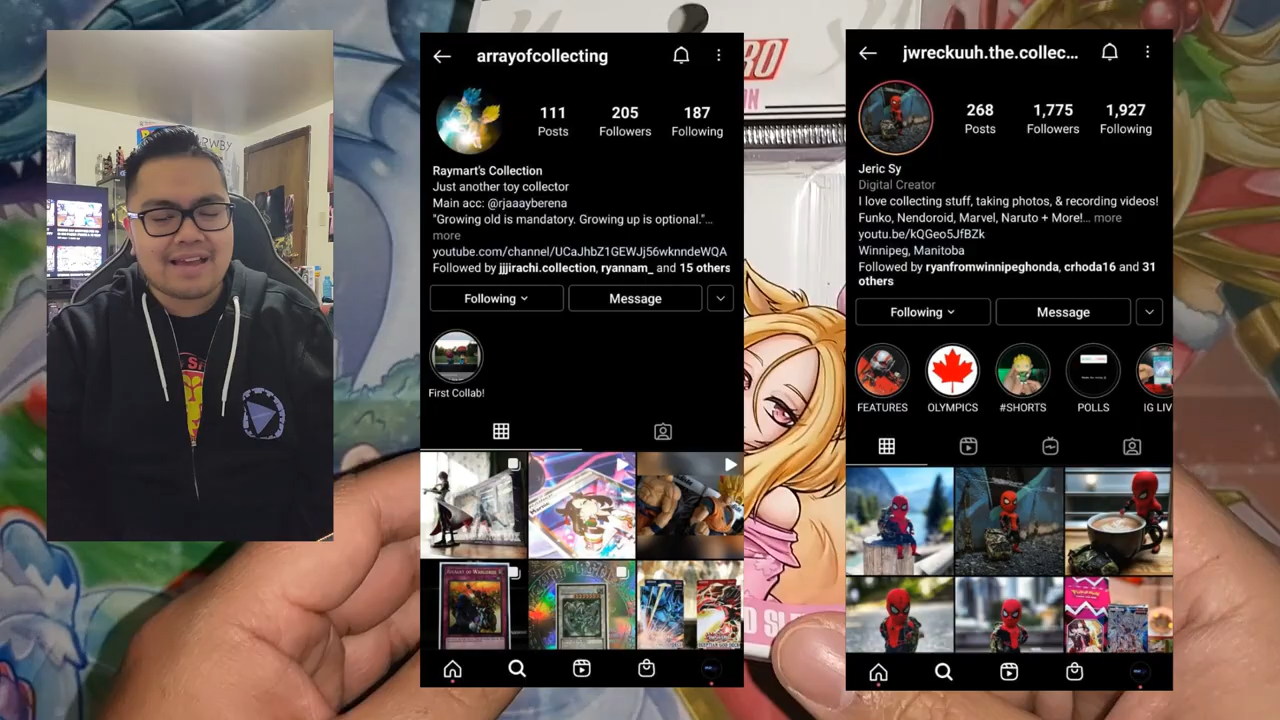 RWBY
arrayofcollecting
111
205
187
Posts
Followers
Following
Raymart's Collection
Just another toy collector
Main acc: @rjaaayberena
"Growing old is mandatory. Growing up is optional."...
more
youtube.com/channel/UCaJhbZ1GEWJj56wknndeWQA
Followed by jjjirachi.collection, ryannam_ and 15 others
Following
Message
First Collab!
jwreckuuh.the.collec...
268
1,775
1,927
Posts
Followers
Following
Jeric Sy
Digital Creator
I love collecting stuff, taking photos, & recording videos!
Funko, Nendoroid, Marvel, Naruto + More!... more
youtu.be/kQGeo5JfBZk
Winnipeg, Manitoba
Followed by ryanfromwinnipeghonda, crhoda16 and 31
others
Following
Message
FEATURES
OLYMPICS
#SHORTS
POLLS
IG LIV